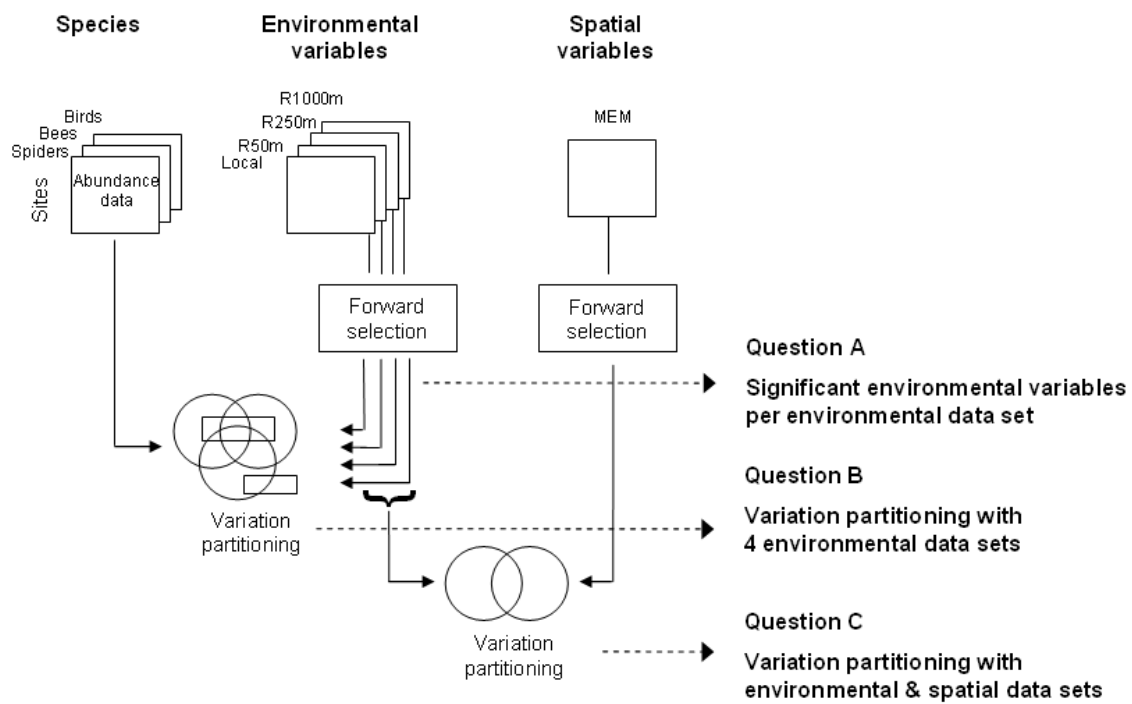 Species
Environmental
variables
Spatial
variables
Birds
Bees
Spiders
Sites
Abundance
data
R1000m
R250m
R50m
Local
MEM
Forward
selection
Forward
selection
Question A
Significant environmental variables
per environmental data set
Variation
partitioning
Question B
Variation partitioning with
4 environmental data sets
Variation
partitioning
Question C
Variation partitioning with
environmental & spatial data sets